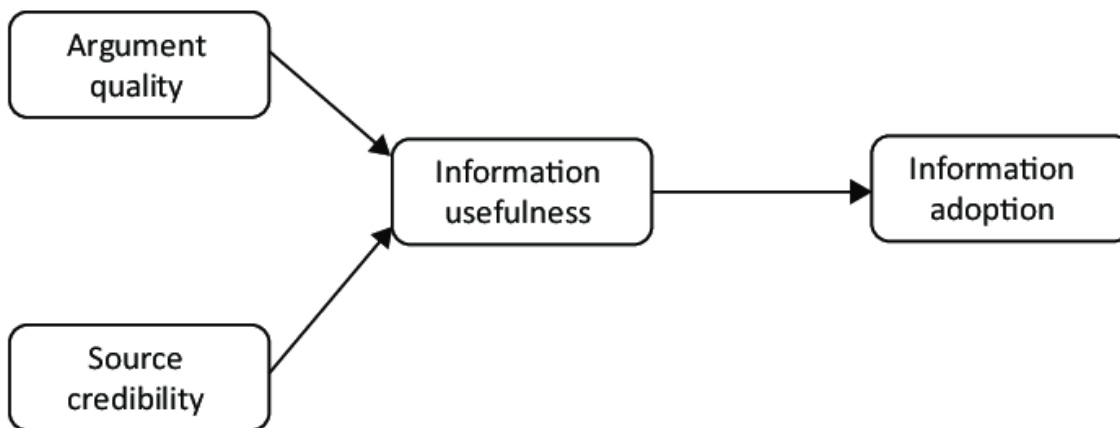 Argument
quality
Information
usefulness
Information
adoption
Source
credibility